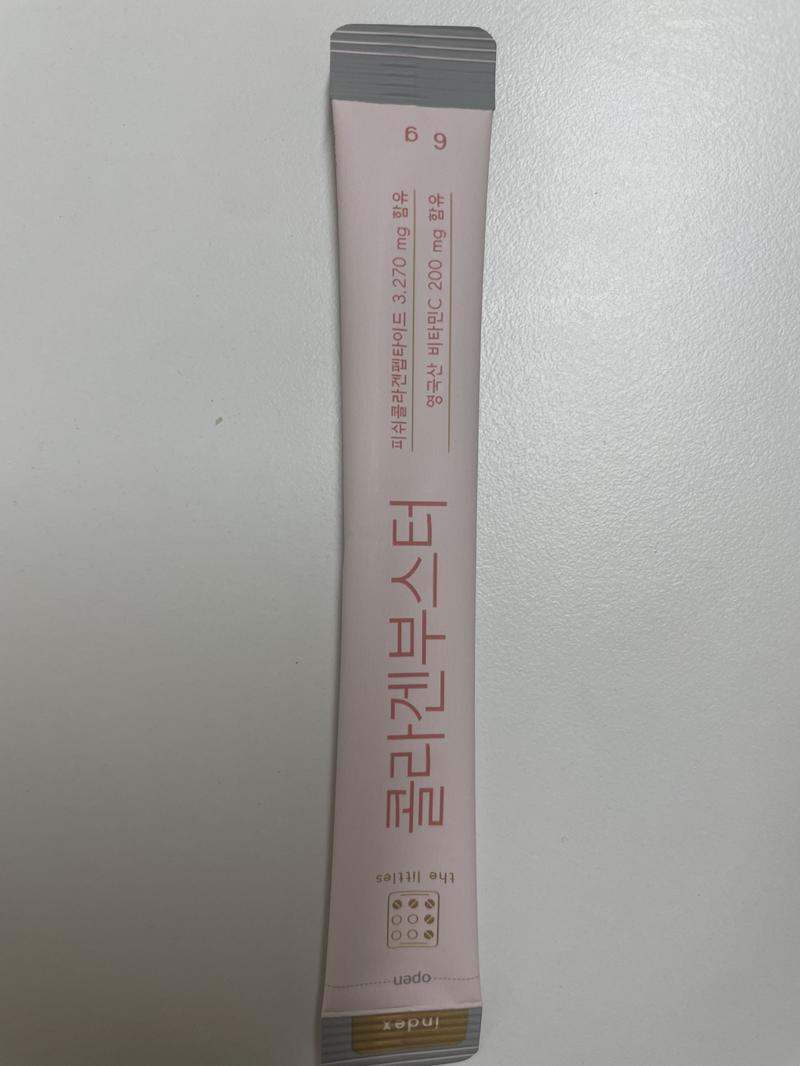 index
open
the littles
콜라겐부스터
피쉬콜라겐펩타이드 3,270 mg 함유
영국산 비타민C 200 mg 함유
6 g